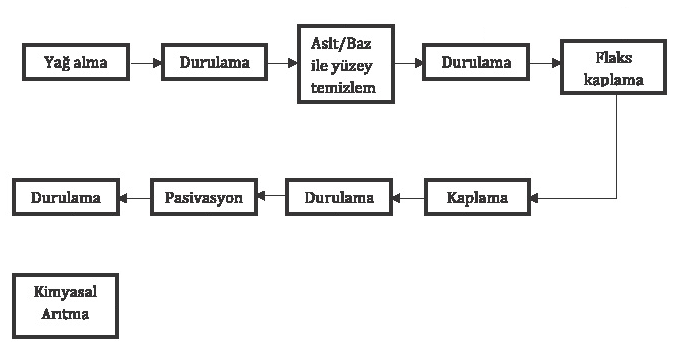 Yağ alma
Durulama
Asit/Baz
ile yüzey
temizlem
Durulama
Flaks
kaplama
Durulama
Pasivasyon
Durulama
Kaplama
Kimyasal
Arıtma